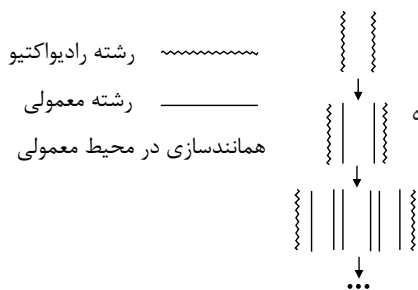 رشته رادیواکتیو
رشته معمولی
همانندسازی در محیط معمولی
ه
...